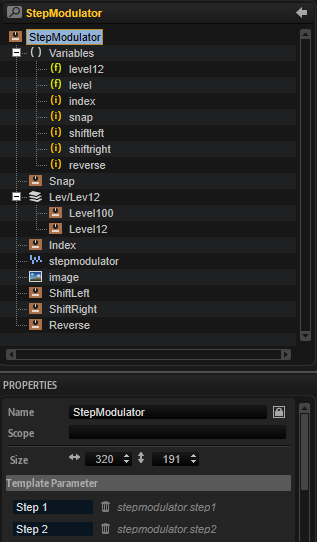 StepModulator
StepModulator
( ) Variables
(f) level12
(f) level
(i) index
(i) snap
(i) shiftleft
(i) shiftright
(i) reverse
Snap
Lev/Lev12
Level100
Level12
Index
stepmodulator
image
ShiftLeft
ShiftRight
Reverse
PROPERTIES
Name StepModulator
Scope
Size 320 191
Template Parameter
Step 1 stepmodulator.step1
Step 2 stepmodulator.step2